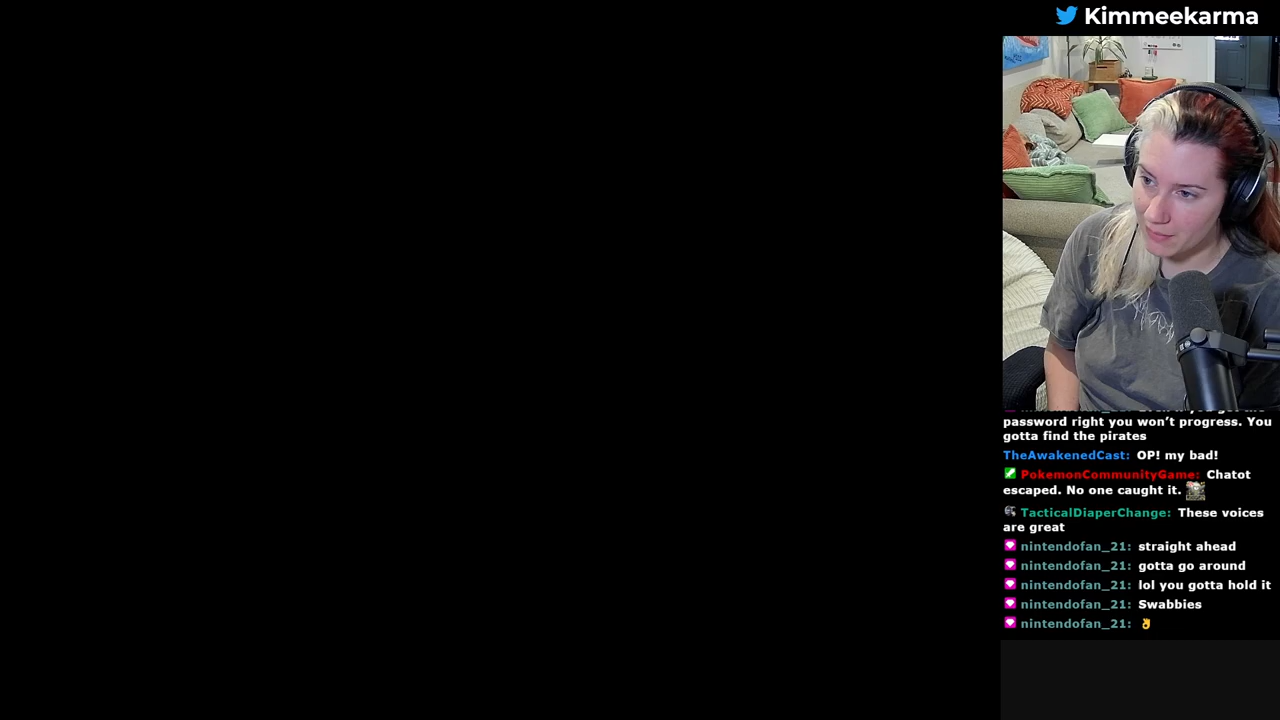 Kimmeekarma
password right you won't progress. You
gotta find the pirates
TheAwakenedCast: OP! my bad!
PokemonCommunityGame: Chatot
escaped. No one caught it.
TacticalDiaperChange: These voices
are great
nintendofan_21: straight ahead
nintendofan_21: gotta go around
nintendofan_21: lol you gotta hold it
nintendofan_21: Swabbies
nintendofan_21: 👌